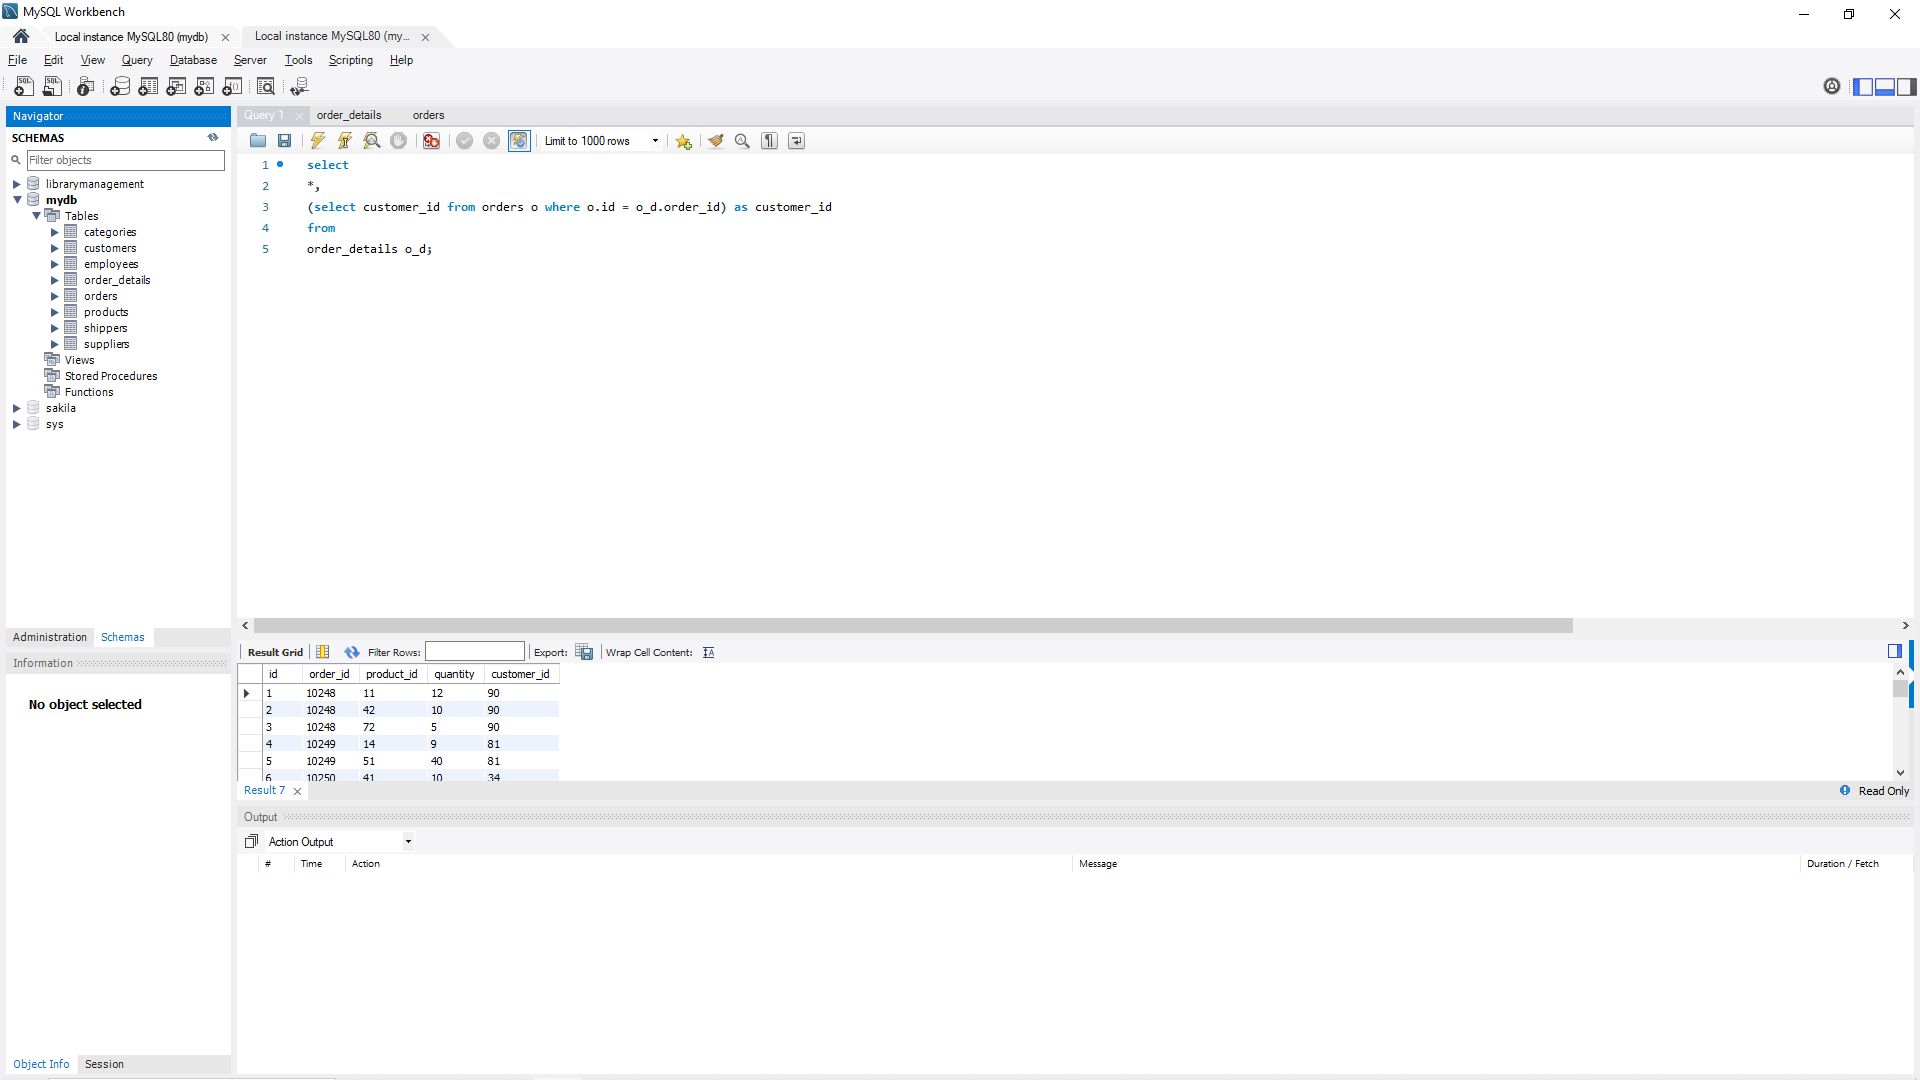 MySQL Workbench
Local instance MySQL80 (mydb)
Local instance MySQL80 (my...
File Edit View Query Database Server Tools Scripting Help
Navigator
SCHEMAS
Filter objects
librarymanagement
mydb
Tables
categories
customers
employees
order_details
orders
products
shippers
suppliers
Views
Stored Procedures
Functions
sakila
sys
Administration Schemas
Information
No object selected
Object Info Session
Query 1 order_details orders
Limit to 1000 rows
1 select
2 *,
3 (select customer_id from orders o where o.id = o_d.order_id) as customer_id
4 from
5 order_details o_d;
Result Grid Filter Rows: Export: Wrap Cell Content:
id order_id product_id quantity customer_id
1 10248 11 12 90
2 10248 42 10 90
3 10248 72 5 90
4 10249 14 9 81
5 10249 51 40 81
6 10250 41 10 34
Result 7 Read Only
Output
Action Output
# Time Action Message Duration / Fetch